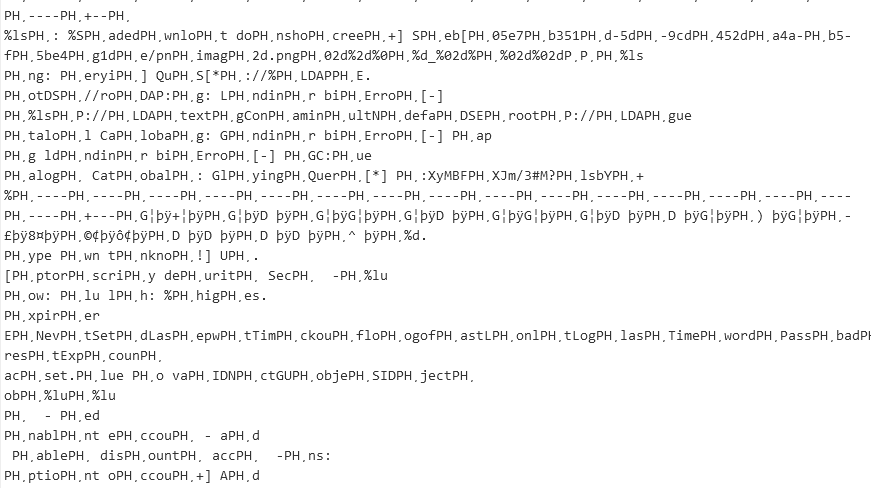 PH‚----PH‚+--PH‚
%lsPH‚: %SPH‚adedPH‚wnloPH‚t doPH‚nshoPH‚creePH‚+] SPH‚eb[PH‚05e7PH‚b351PH‚d-5dPH‚-9cdPH‚452dPH‚a4a-PH‚b5-
fPH‚5be4PH‚g1dPH‚e/pnPH‚imagPH‚2d.pngPH‚02d%2d%0PH‚%d_%02d%PH‚%02d%02dP‚P‚PH‚%ls
PH‚ng: PH‚eryiPH‚] QuPH‚S[*PH‚://%PH‚LDAPPH‚E.
PH‚otDSPH‚//roPH‚DAP:PH‚g: LPH‚ndinPH‚r biPH‚ErroPH‚[-]
PH‚%lsPH‚P://PH‚LDAPH‚textPH‚gConPH‚aminPH‚ultNPH‚defaPH‚DSEPH‚rootPH‚P://PH‚LDAPH‚gue
PH‚taloPH‚l CaPH‚lobaPH‚g: GPH‚ndinPH‚r biPH‚ErroPH‚[-] PH‚ap
PH‚g ldPH‚ndinPH‚r biPH‚ErroPH‚[-] PH‚GC:PH‚ue
PH‚alogPH‚ CatPH‚obalPH‚: GlPH‚yingPH‚QuerPH‚[*] PH‚:XyMBFPH‚XJm/3#M?PH‚lsbYPH‚+
%PH‚----PH‚----PH‚----PH‚----PH‚----PH‚----PH‚----PH‚----PH‚----PH‚----PH‚----PH‚----PH‚----PH‚----PH‚----
PH‚----PH‚+---PH‚G¦þÿ+¦þÿPH‚G¦þÿD þÿPH‚G¦þÿG¦þÿPH‚G¦þÿD þÿPH‚G¦þÿG¦þÿPH‚G¦þÿD þÿPH‚D þÿG¦þÿPH‚) þÿG¦þÿPH‚-
£þÿ8¤þÿPH‚©¢þÿô¢þÿPH‚D þÿD þÿPH‚D þÿD þÿPH‚^ þÿPH‚%d.
PH‚ype PH‚wn tPH‚nknoPH‚!] UPH‚.
[PH‚ptorPH‚scriPH‚y dePH‚uritPH‚ SecPH‚  -PH‚%lu
PH‚ow: PH‚lu lPH‚h: %PH‚higPH‚es.
PH‚xpirPH‚er
EPH‚NevPH‚tSetPH‚dLasPH‚epwPH‚tTimPH‚ckouPH‚floPH‚ogofPH‚astLPH‚onlPH‚tLogPH‚lasPH‚TimePH‚wordPH‚PassPH‚badPH
resPH‚tExpPH‚counPH‚
acPH‚set.PH‚lue PH‚o vaPH‚IDNPH‚ctGUPH‚objePH‚SIDPH‚jectPH‚
obPH‚%luPH‚%lu
PH‚  - PH‚ed
PH‚nablPH‚nt ePH‚ccouPH‚ - aPH‚d
PH‚ablePH‚ disPH‚ountPH‚ accPH‚  -PH‚ns:
PH‚ptioPH‚nt oPH‚ccouPH‚+] APH‚d